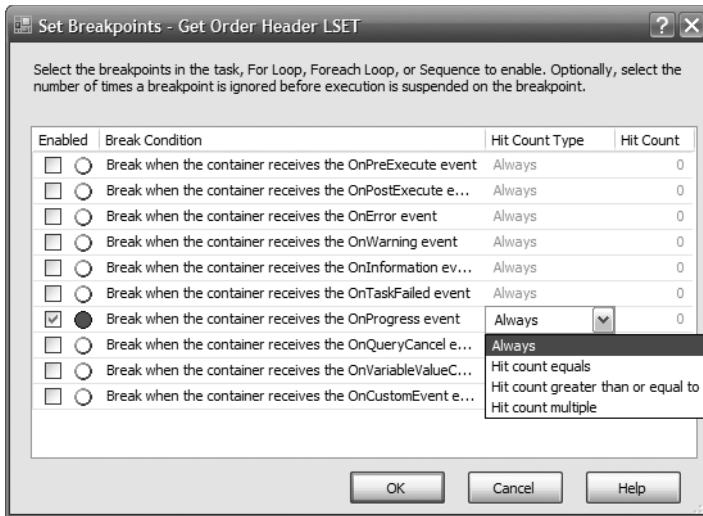 Set Breakpoints - Get Order Header LSET
Select the breakpoints in the task, For Loop, Foreach Loop, or Sequence to enable. Optionally, select the
number of times a breakpoint is ignored before execution is suspended on the breakpoint.
Enabled Break Condition Hit Count Type Hit Count
Break when the container receives the OnPreExecute event Always 0
Break when the container receives the OnPostExecute e... Always 0
Break when the container receives the OnError event Always 0
Break when the container receives the OnWarning event Always 0
Break when the container receives the OnInformation ev... Always 0
Break when the container receives the OnTaskFailed event Always 0
Break when the container receives the OnProgress event Always 0
Break when the container receives the OnQueryCancel e... Always
Break when the container receives the OnVariableValueC... Hit count equals
Break when the container receives the OnCustomEvent e... Hit count greater than or equal to
Hit count multiple
OK Cancel Help